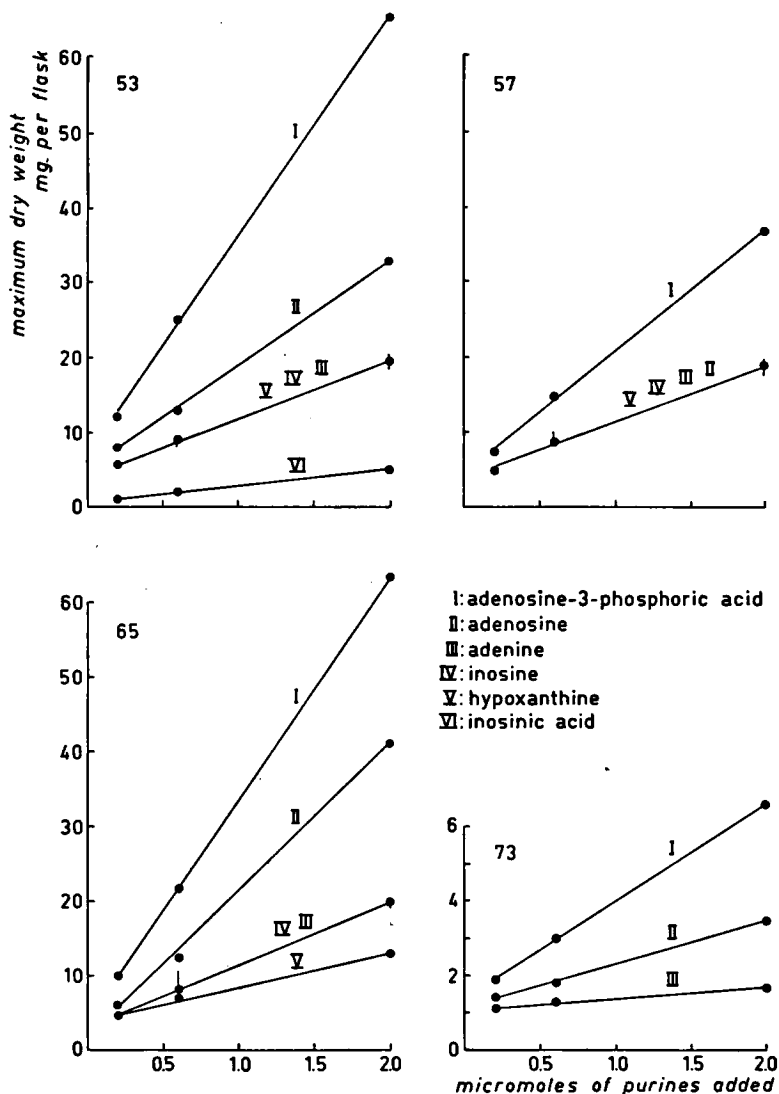 60
53
57
maximum dry weight
mg. per flask
50
I
40
30
II
I
20
V IV III
V IV III II
10
VI
0
60
65
I: adenosine-3-phosphoric acid
II: adenosine
III: adenine
IV: inosine
V: hypoxanthine
VI: inosinic acid
50
I
40
30
II
20
IV III
10
V
0
0.5 1.0 1.5 2.0
6
73
I
4
II
2
III
0
0.5 1.0 1.5 2.0
micromoles of purines added